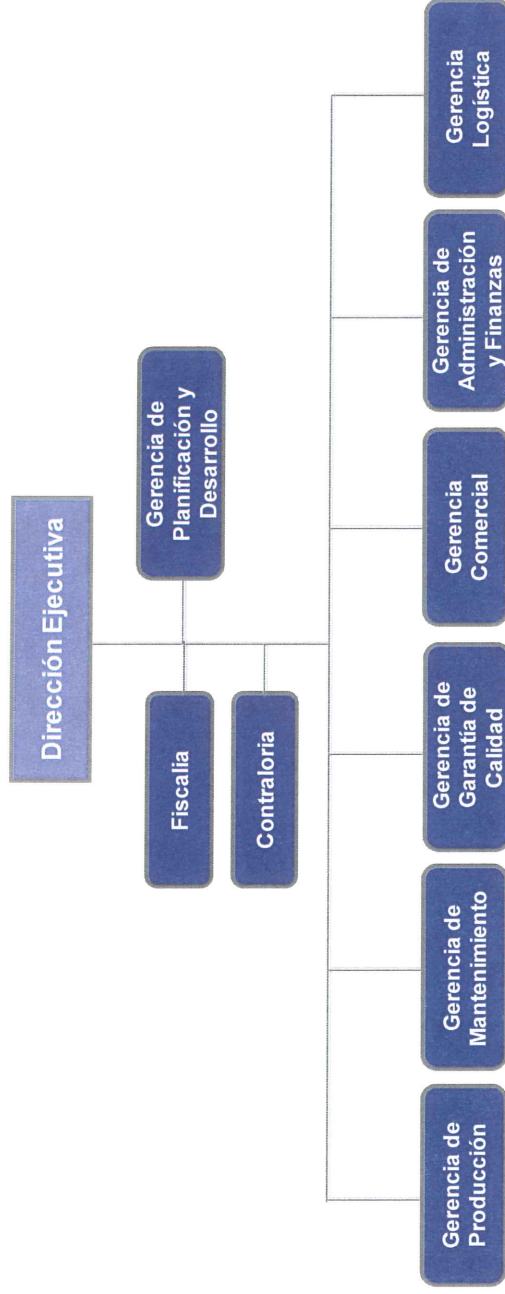 Dirección Ejecutiva
Gerencia de
Planificación y
Desarrollo
Fiscalia
Contraloria
Gerencia de
Producción
Gerencia de
Mantenimiento
Gerencia de
Garantía de
Calidad
Gerencia
Comercial
Gerencia de
Administración
y Finanzas
Gerencia
Logística